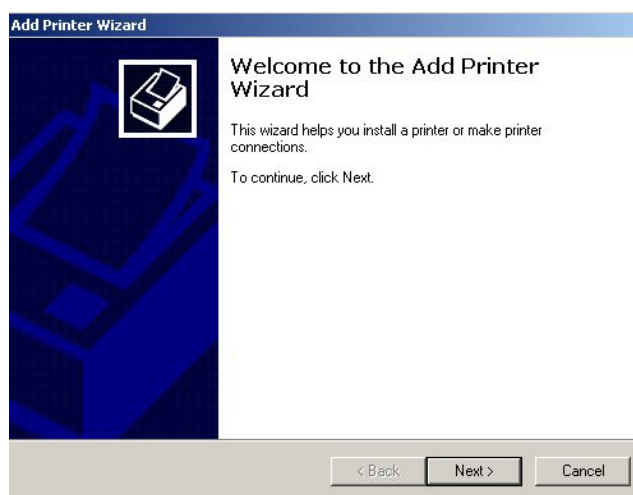 Add Printer Wizard
Welcome to the Add Printer
Wizard
This wizard helps you install a printer or make printer
connections.
To continue, click Next.
< Back
Next >
Cancel